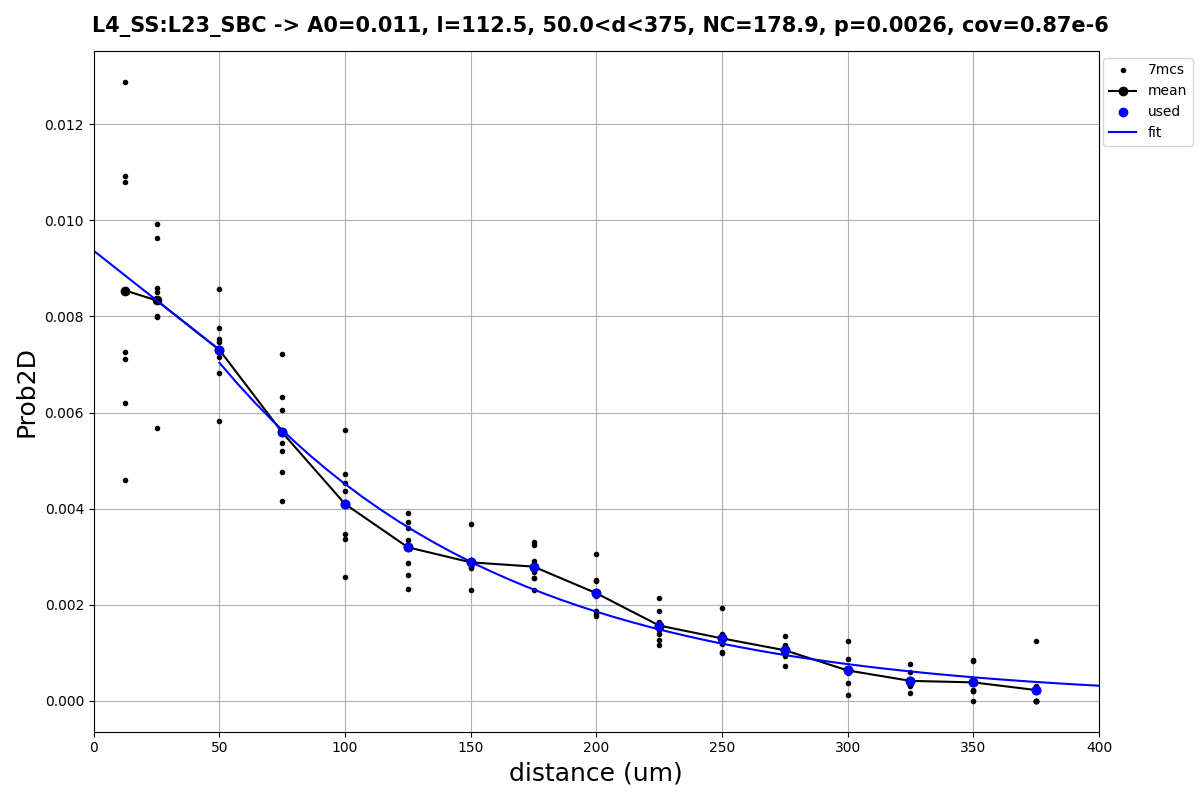 L4_SS:L23_SBC -> A0=0.011, l=112.5, 50.0<d<375, NC=178.9, p=0.0026, cov=0.87e-6
7mcs
mean
used
fit
0.012
0.010
0.008
0.006
0.004
0.002
0.000
Prob2D
0 50 100 150 200 250 300 350 400
distance (um)